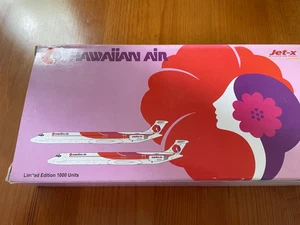 HAWAIIAN AIR
Jet-x
Limited Edition 1000 Units